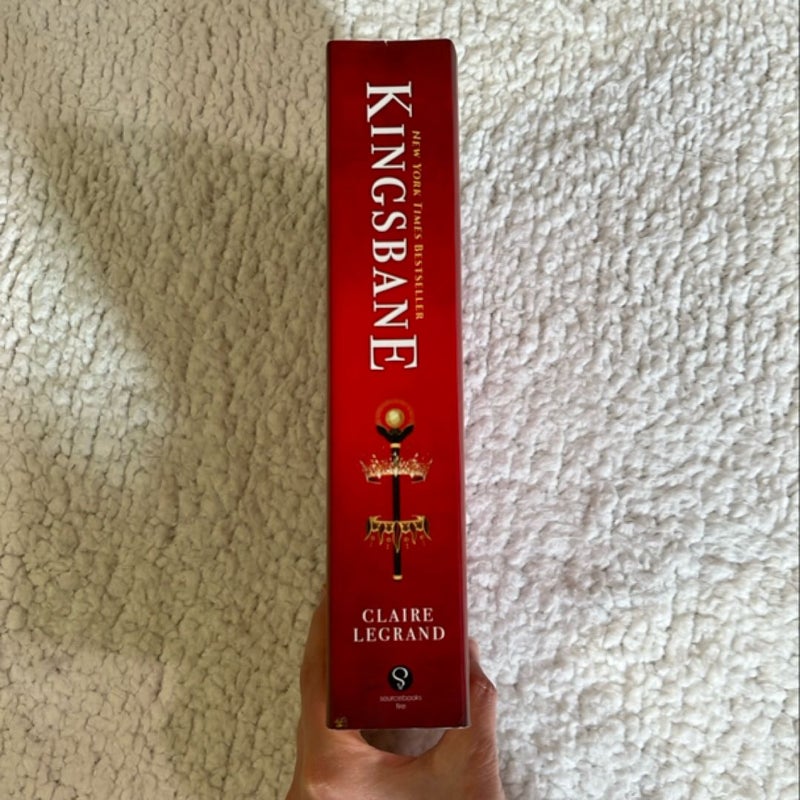 NEW YORK TIMES BESTSELLER
KINGSBANE
CLAIRE
LEGRAND
sourcebooks
fire